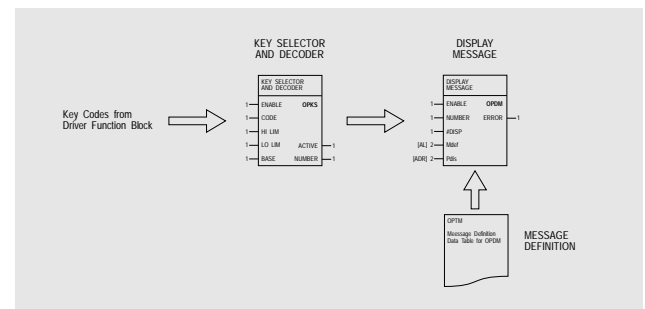 KEY SELECTOR
AND DECODER
DISPLAY
MESSAGE
KEY SELECTOR
AND DECODER
DISPLAY
MESSAGE
1 ENABLE OPKS
1 CODE
1 HI LIM
1 LO LIM ACTIVE 1
1 BASE NUMBER 1
1 ENABLE OPDM
1 NUMBER ERROR 1
1 #DISP
[AL] 2 Mdef
[ADR] 2 Pdis
Key Codes from
Driver Function Block
OPTM
Meessage Definition
Data Table for OPDM
MESSAGE
DEFINITION